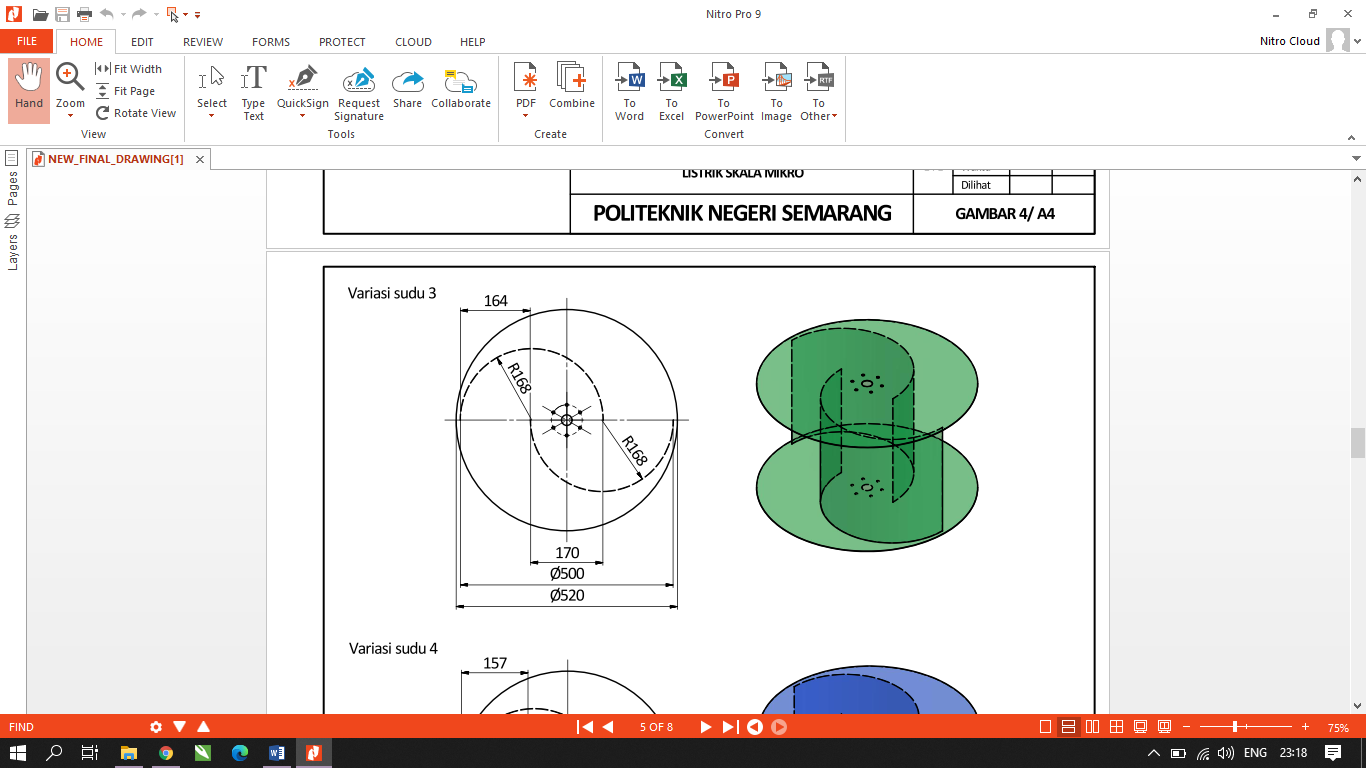 Nitro Pro 9
FILE HOME EDIT REVIEW FORMS PROTECT CLOUD HELP
Nitro Cloud
Hand
Zoom
Fit Width
Fit Page
Rotate View
View
Select
Type Text
QuickSign
Request Signature
Share
Collaborate
Tools
PDF
Combine
Create
To Word
To Excel
To PowerPoint
To Image
To Other
Convert
NEW_FINAL_DRAWING[1]
Pages
Layers
LISTRIK SKALA MIKRO
Dilihat
POLITEKNIK NEGERI SEMARANG
GAMBAR 4/ A4
Variasi sudu 3
164
R168
R168
170
Ø500
Ø520
Variasi sudu 4
157
FIND
5 OF 8
75%
ENG
23:18